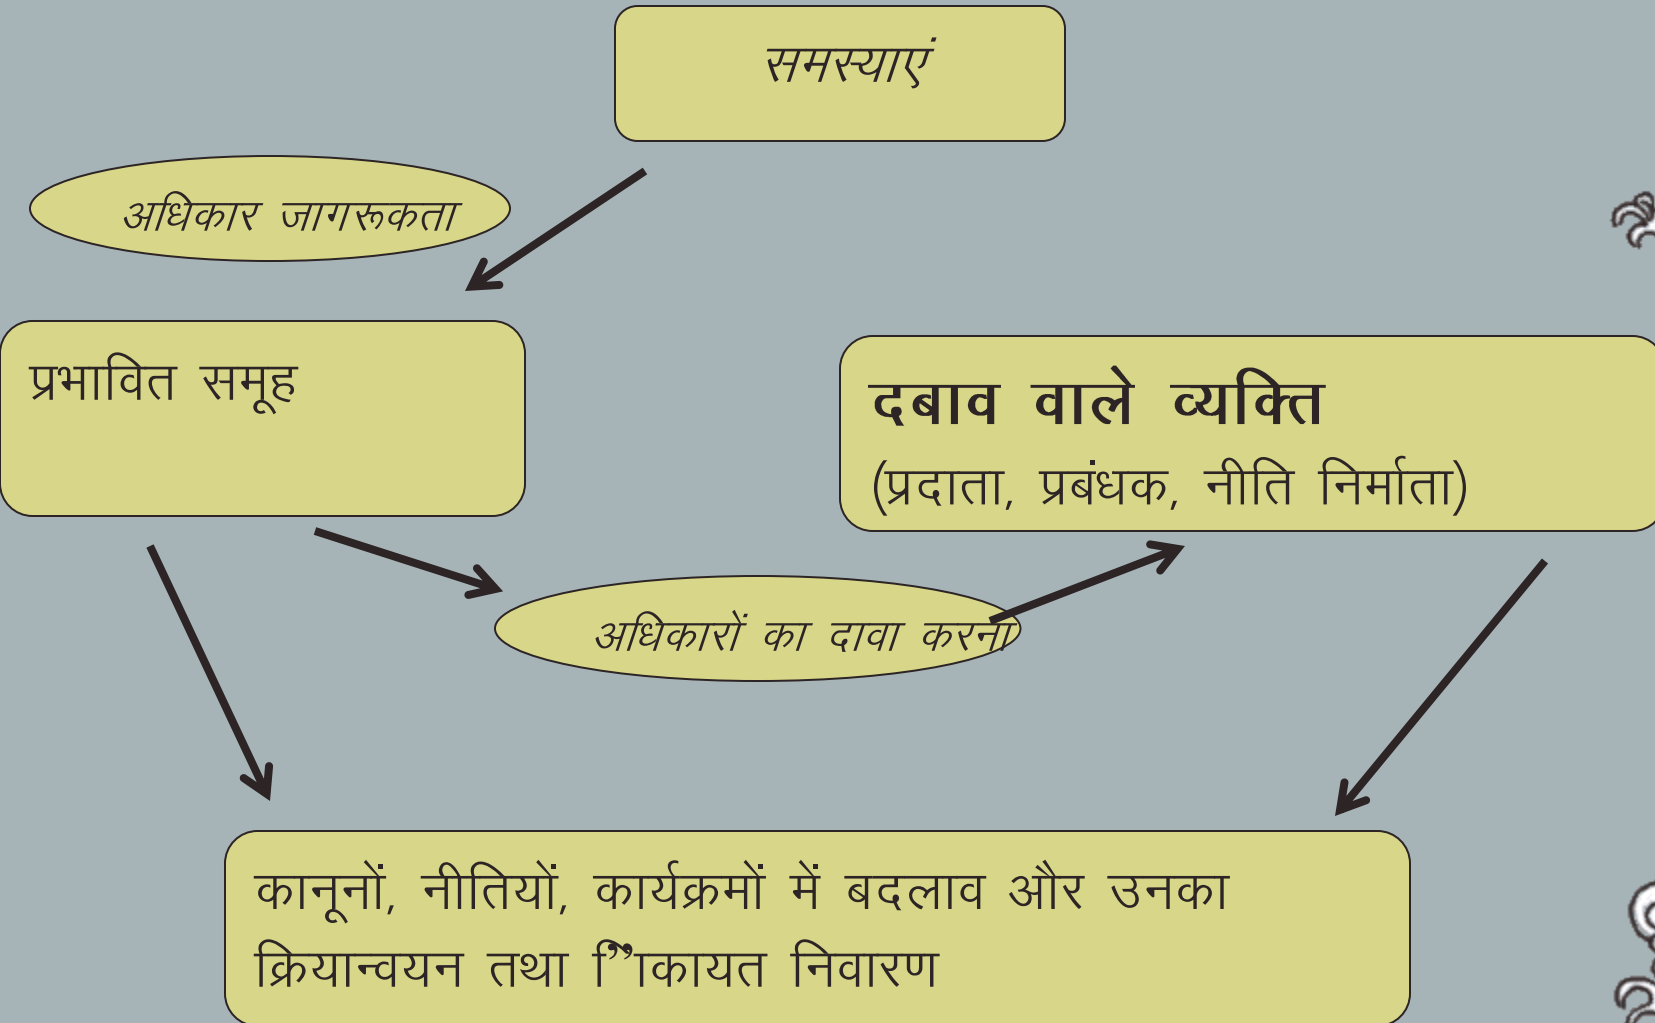 समस्याएं
अधिकार जागरूकता
प्रभावित समूह
दबाव वाले व्यक्ति
(प्रदाता, प्रबंधक, नीति निर्माता)
अधिकारों का दावा करना
कानूनों, नीतियों, कार्यक्रमों में बदलाव और उनका
क्रियान्वयन तथा ि”ाकायत निवारण